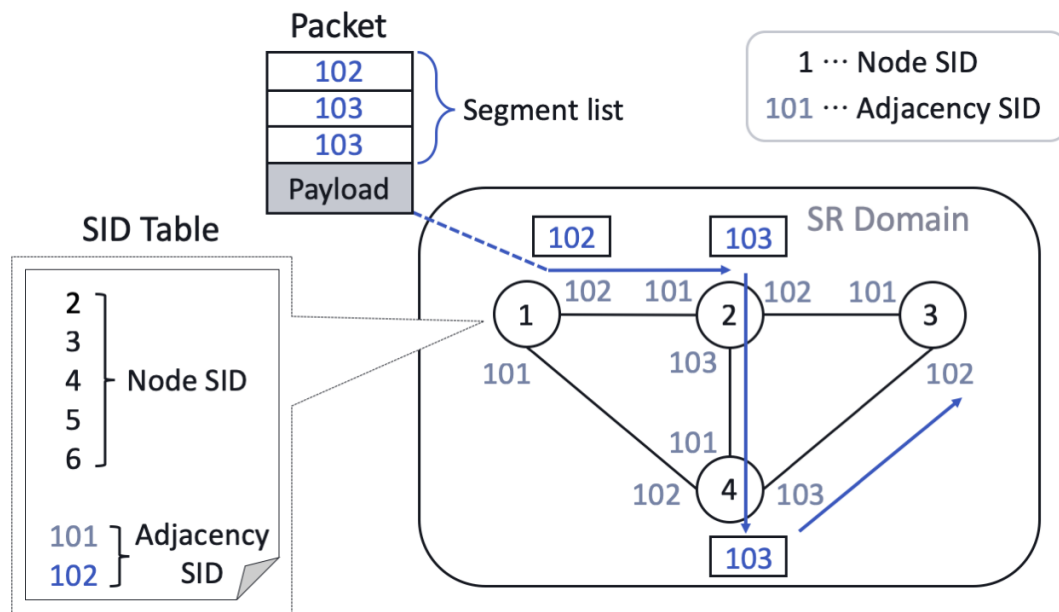 Packet
102
103
103
Payload
Segment list
1 ··· Node SID
101 ··· Adjacency SID
SID Table
2
3
4
5
6
Node SID
101
102
Adjacency
SID
SR Domain
102
103
1
102
101
2
102
101
3
101
103
102
101
102
4
103
103